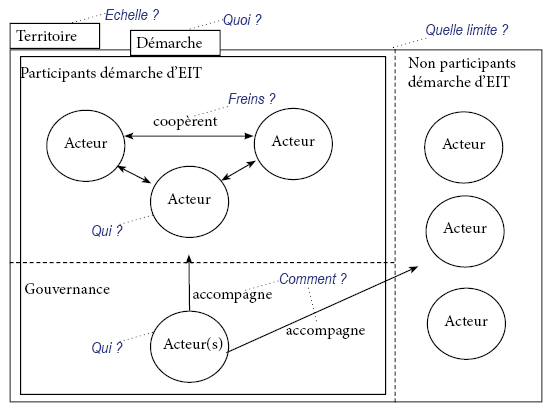 Echelle ?
Quoi ?
Quelle limite ?
Territoire
Démarche
Participants démarche d'EIT
Non participants
démarche d'EIT
Freins ?
coopèrent
Acteur
Acteur
Acteur
Acteur
Acteur
Qui ?
Gouvernance
Comment ?
accompagne
accompagne
Qui ?
Acteur(s)
Acteur